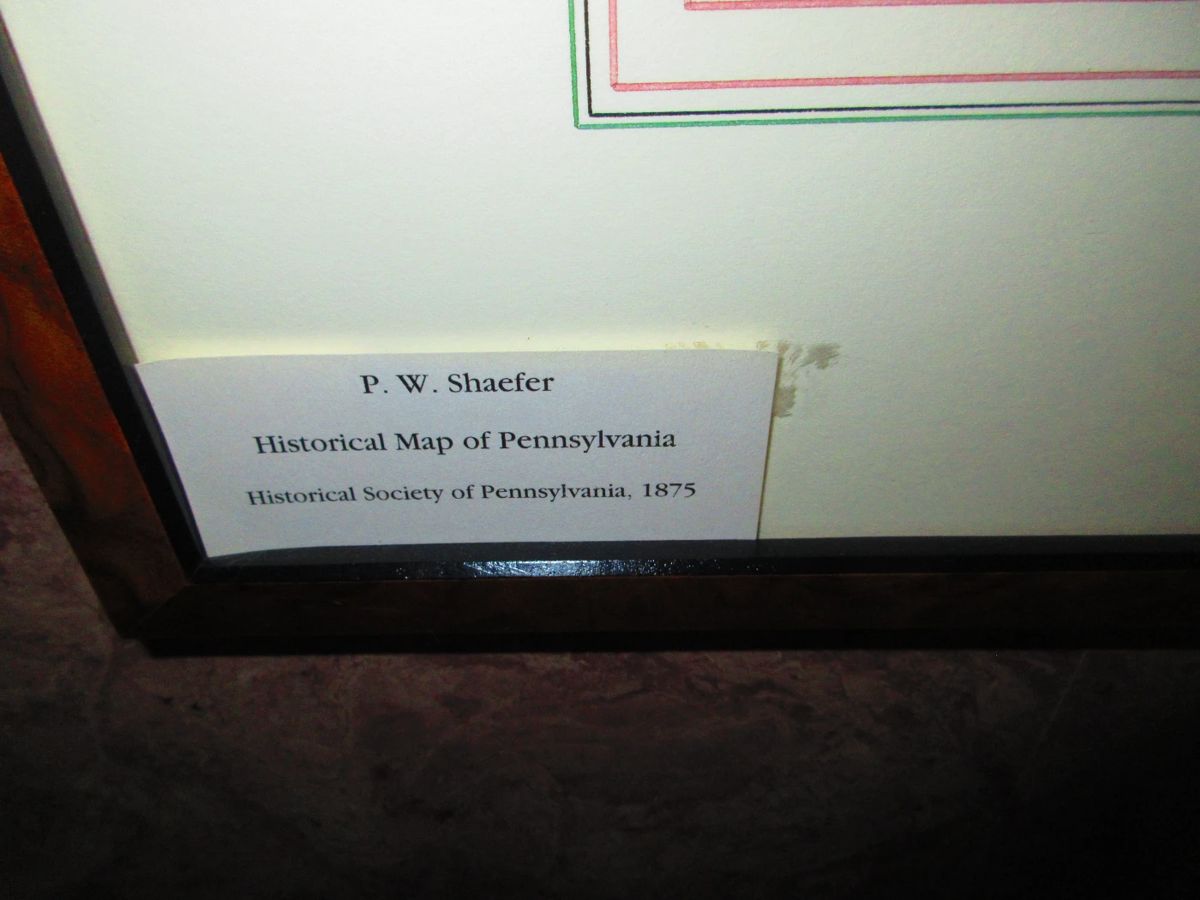 P. W. Shaefer
Historical Map of Pennsylvania
Historical Society of Pennsylvania, 1875